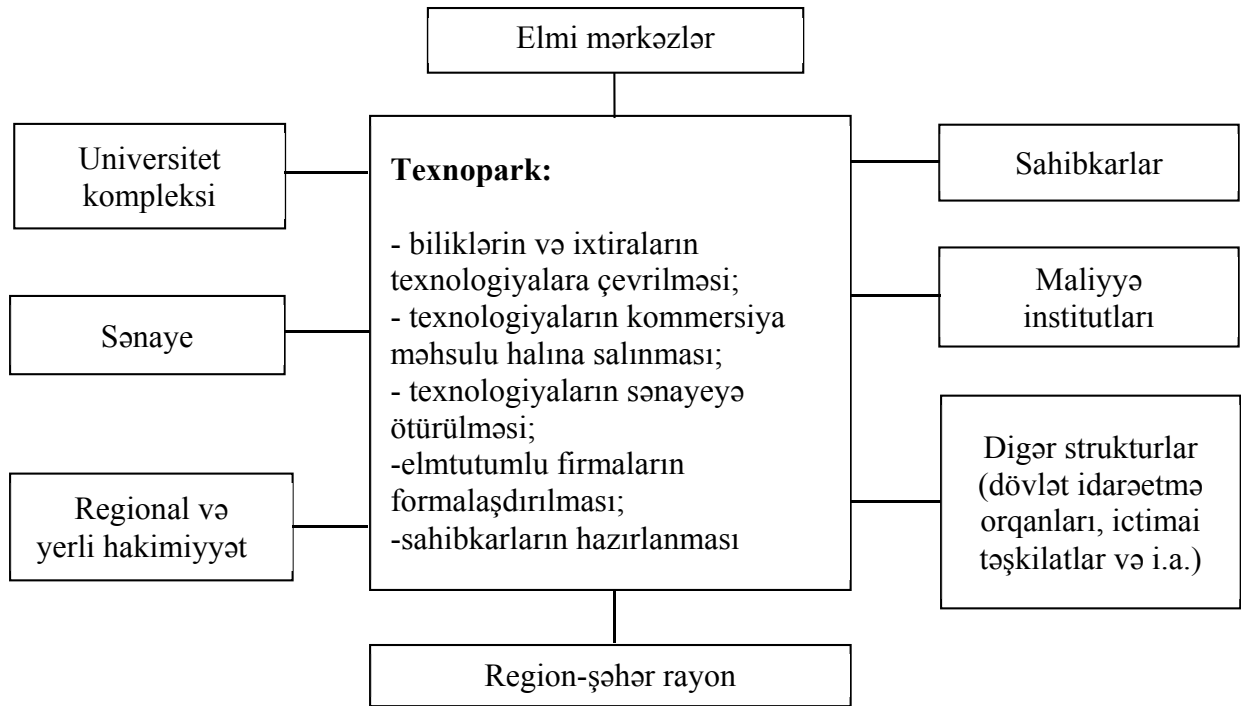 Elmi mərkəzlər
Universitet
kompleksi
Sənaye
Regional və
yerli hakimiyyət
Texnopark:
- biliklərin və ixtiraların
texnologiyalara çevrilməsi;
- texnologiyaların kommersiya
məhsulu halına salınması;
- texnologiyaların sənayeyə
ötürülməsi;
-elmtutumlu firmaların
formalaşdırılması;
-sahibkarların hazırlanması
Sahibkarlar
Maliyyə
institutları
Digər strukturlar
(dövlət idarəetmə
orqanları, ictimai
təşkilatlar və i.a.)
Region-şəhər rayon